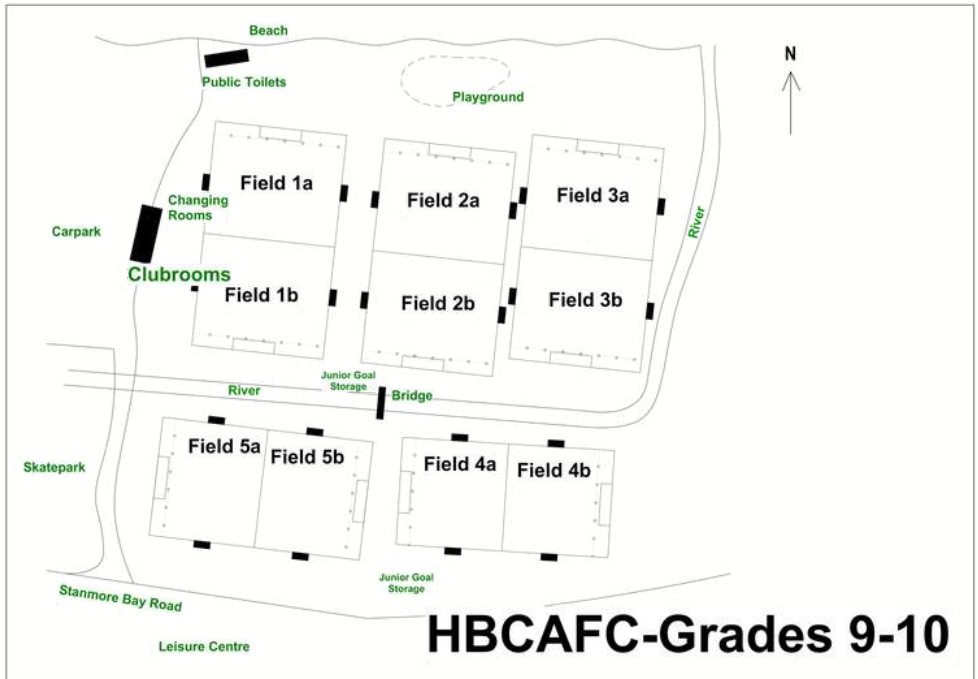 Beach
N
Public Toilets
Playground
Field 1a
Field 2a
Field 3a
Changing
Rooms
Carpark
River
Clubrooms
Field 1b
Field 2b
Field 3b
Junior Goal
Storage
River
Bridge
Field 5a
Field 5b
Field 4a
Field 4b
Skatepark
Junior Goal
Storage
Stanmore Bay Road
HBCAFC-Grades 9-10
Leisure Centre